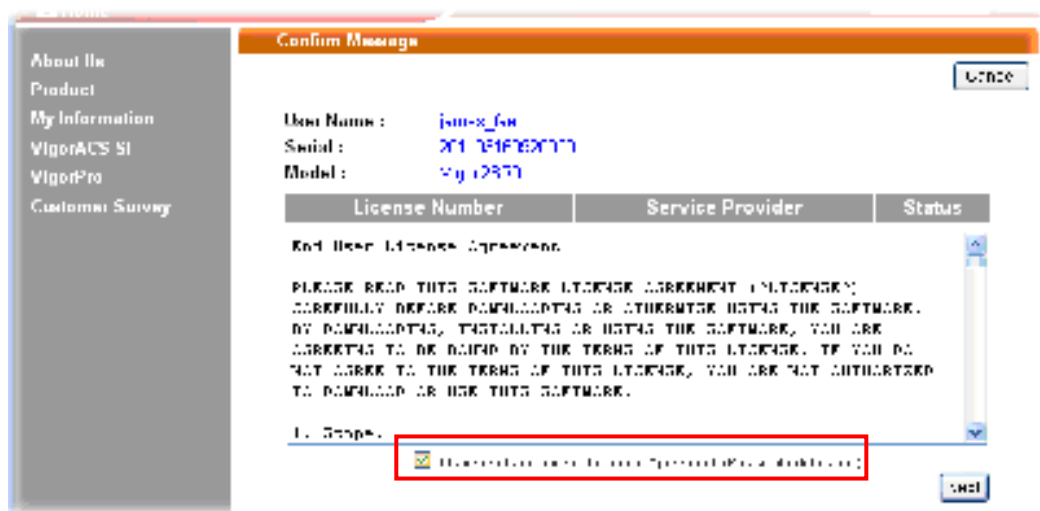 Home
Confirm Message
About Us
Cancel
Product
My Information
User Name :
VigorACS SI
Serial :
VigorPro
Model :
Customer Survey
License Number Service Provider Status
End User License Agreement
PLEASE READ THIS SOFTWARE LICENSE AGREEMENT ("LICENSE")
CAREFULLY BEFORE DOWNLOADING OR OTHERWISE USING THE SOFTWARE.
BY DOWNLOADING, INSTALLING OR USING THE SOFTWARE, YOU ARE
AGREEING TO BE BOUND BY THE TERMS OF THIS LICENSE. IF YOU DO
NOT AGREE TO THE TERMS OF THIS LICENSE, YOU ARE NOT AUTHORIZED
TO DOWNLOAD OR USE THIS SOFTWARE.
1. Scope.
Next